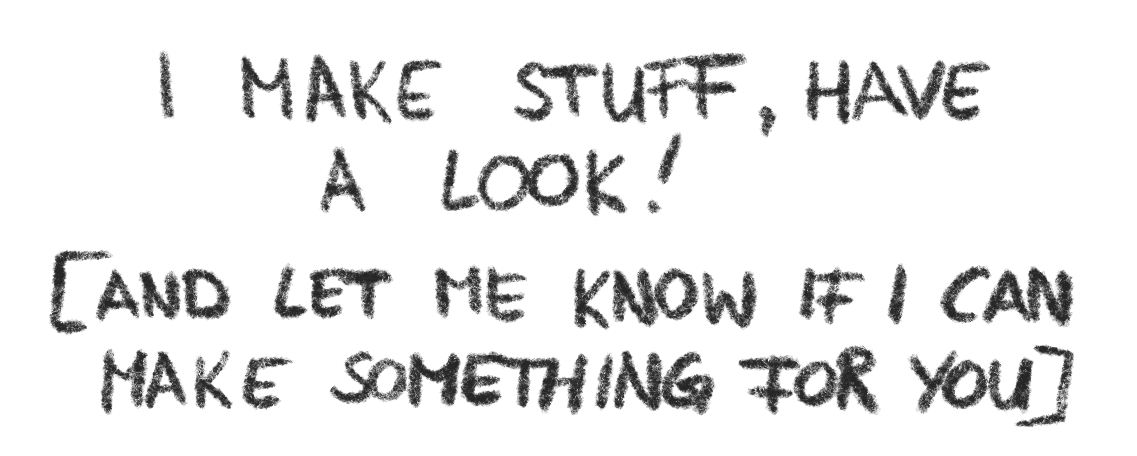 I MAKE STUFF, HAVE
A LOOK!
[AND LET ME KNOW IF I CAN
MAKE SOMETHING FOR YOU]